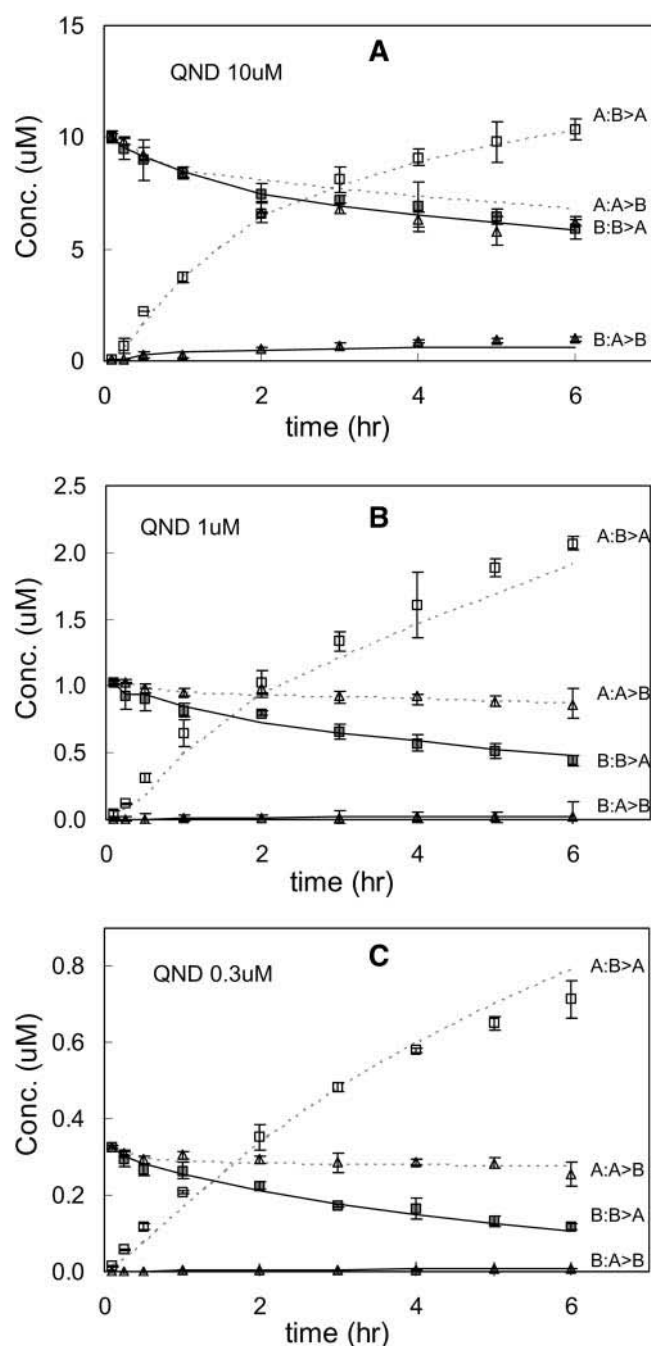 A
QND 10uM
15
10
5
0
Conc. (uM)
A:B>A
A:A>B
B:B>A
B:A>B
0 2 4 6
time (hr)
B
QND 1uM
2.5
2.0
1.5
1.0
0.5
0.0
Conc. (uM)
A:B>A
A:A>B
B:B>A
B:A>B
0 2 4 6
time (hr)
C
QND 0.3uM
0.8
0.6
0.4
0.2
0.0
Conc. (uM)
A:B>A
A:A>B
B:B>A
B:A>B
0 2 4 6
time (hr)